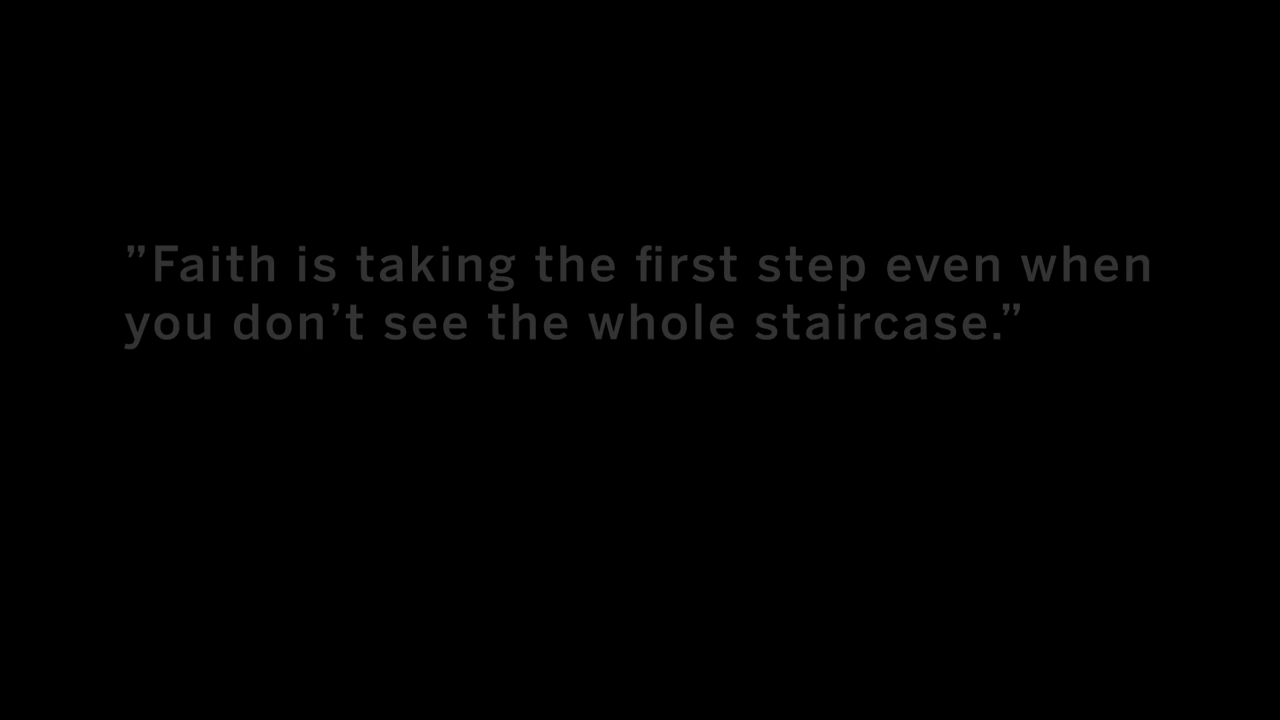 ”Faith is taking the first step even when
you don’t see the whole staircase.”